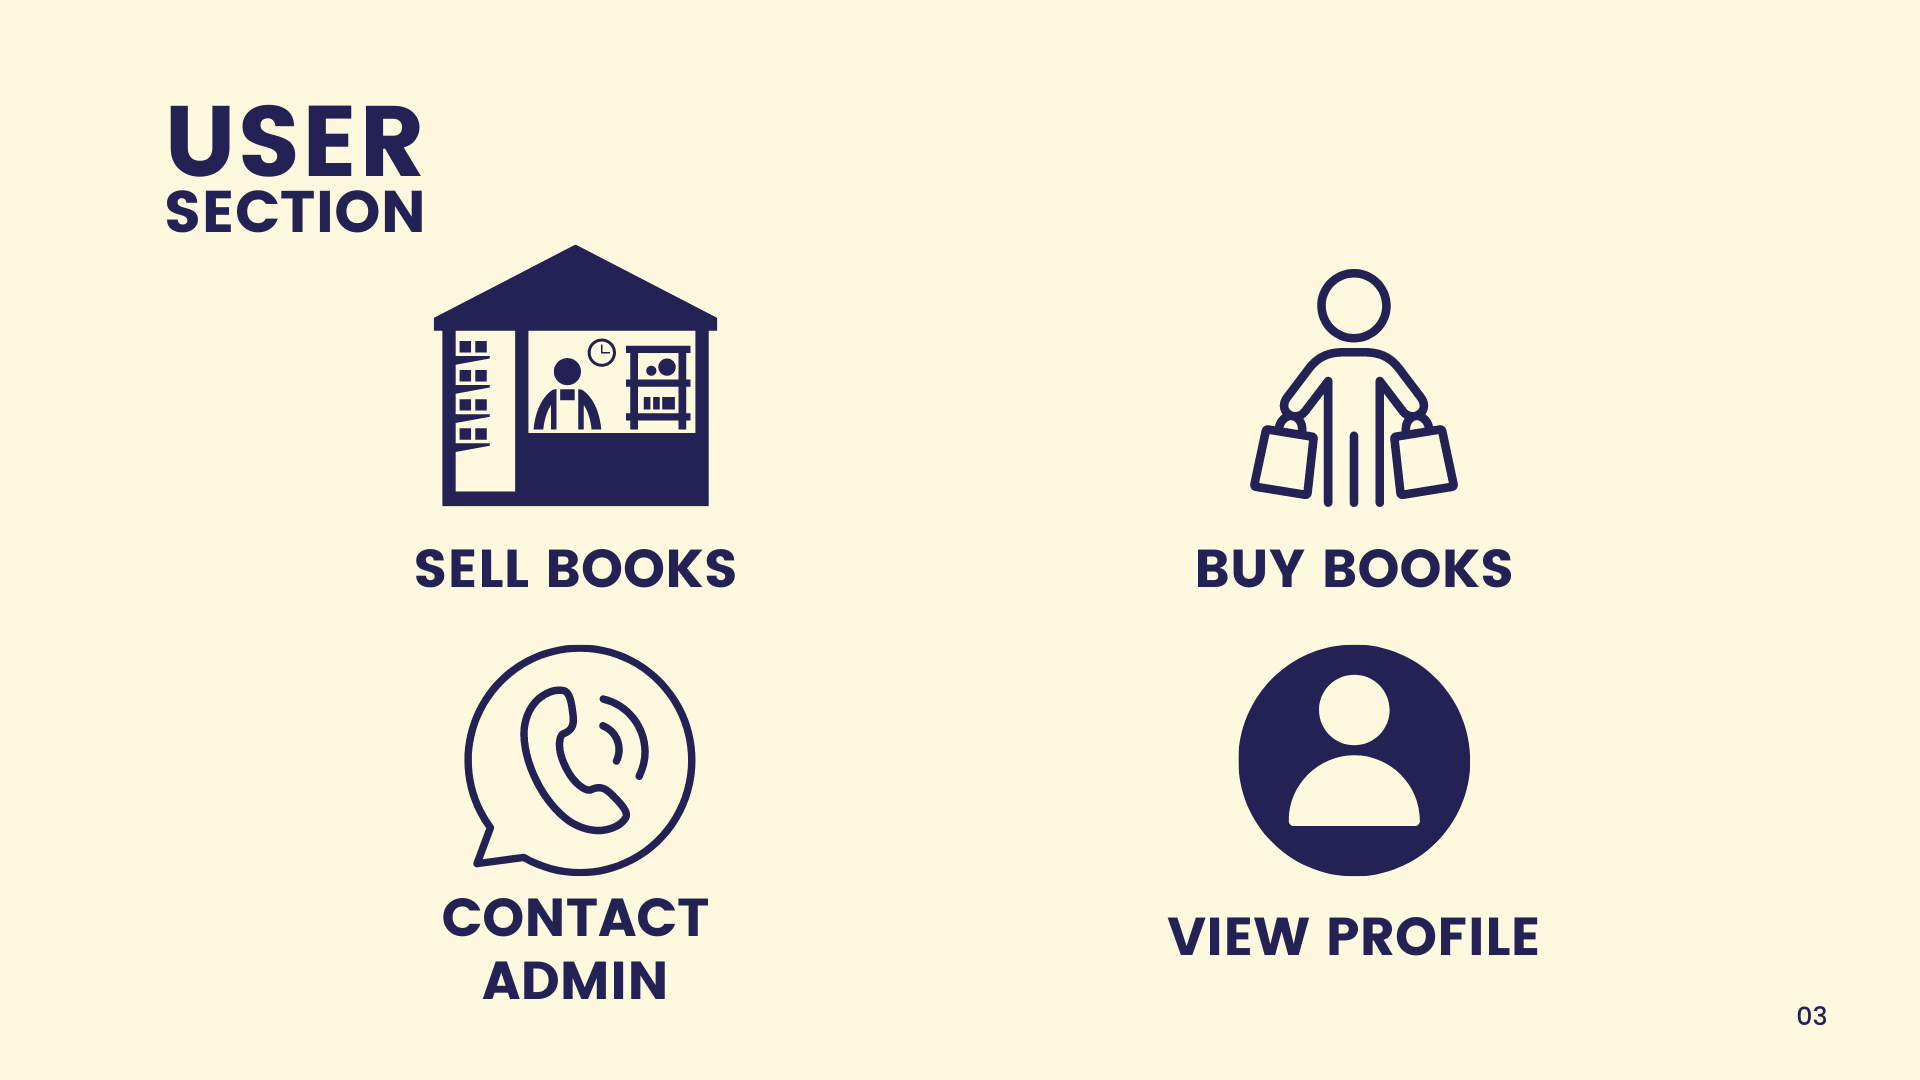 USER
SECTION
SELL BOOKS
BUY BOOKS
CONTACT
ADMIN
VIEW PROFILE
03